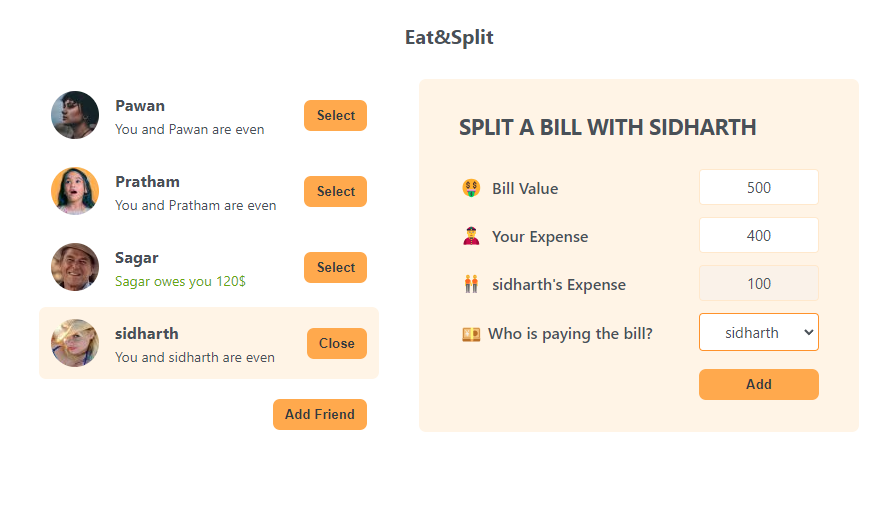 Eat&Split
Pawan
You and Pawan are even
Select
Pratham
You and Pratham are even
Select
Sagar
Sagar owes you 120$
Select
sidharth
You and sidharth are even
Close
Add Friend
SPLIT A BILL WITH SIDHARTH
Bill Value 500
Your Expense 400
sidharth's Expense 100
Who is paying the bill? sidharth
Add